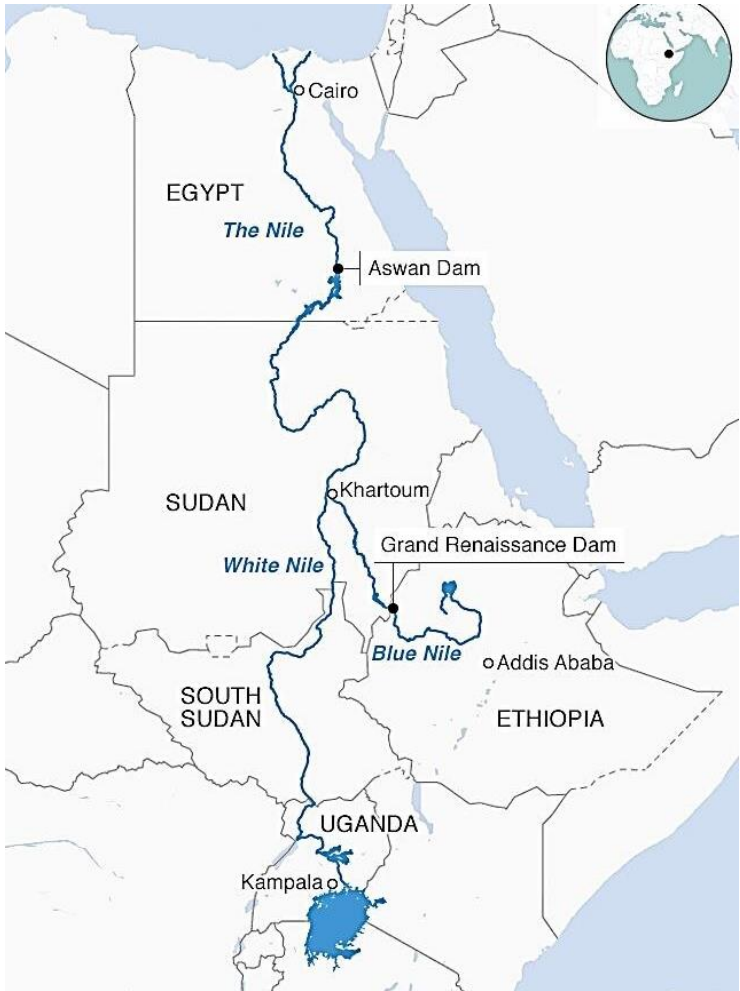 Cairo
EGYPT
The Nile
Aswan Dam
Khartoum
SUDAN
Grand Renaissance Dam
White Nile
Blue Nile
Addis Ababa
SOUTH
SUDAN
ETHIOPIA
UGANDA
Kampala